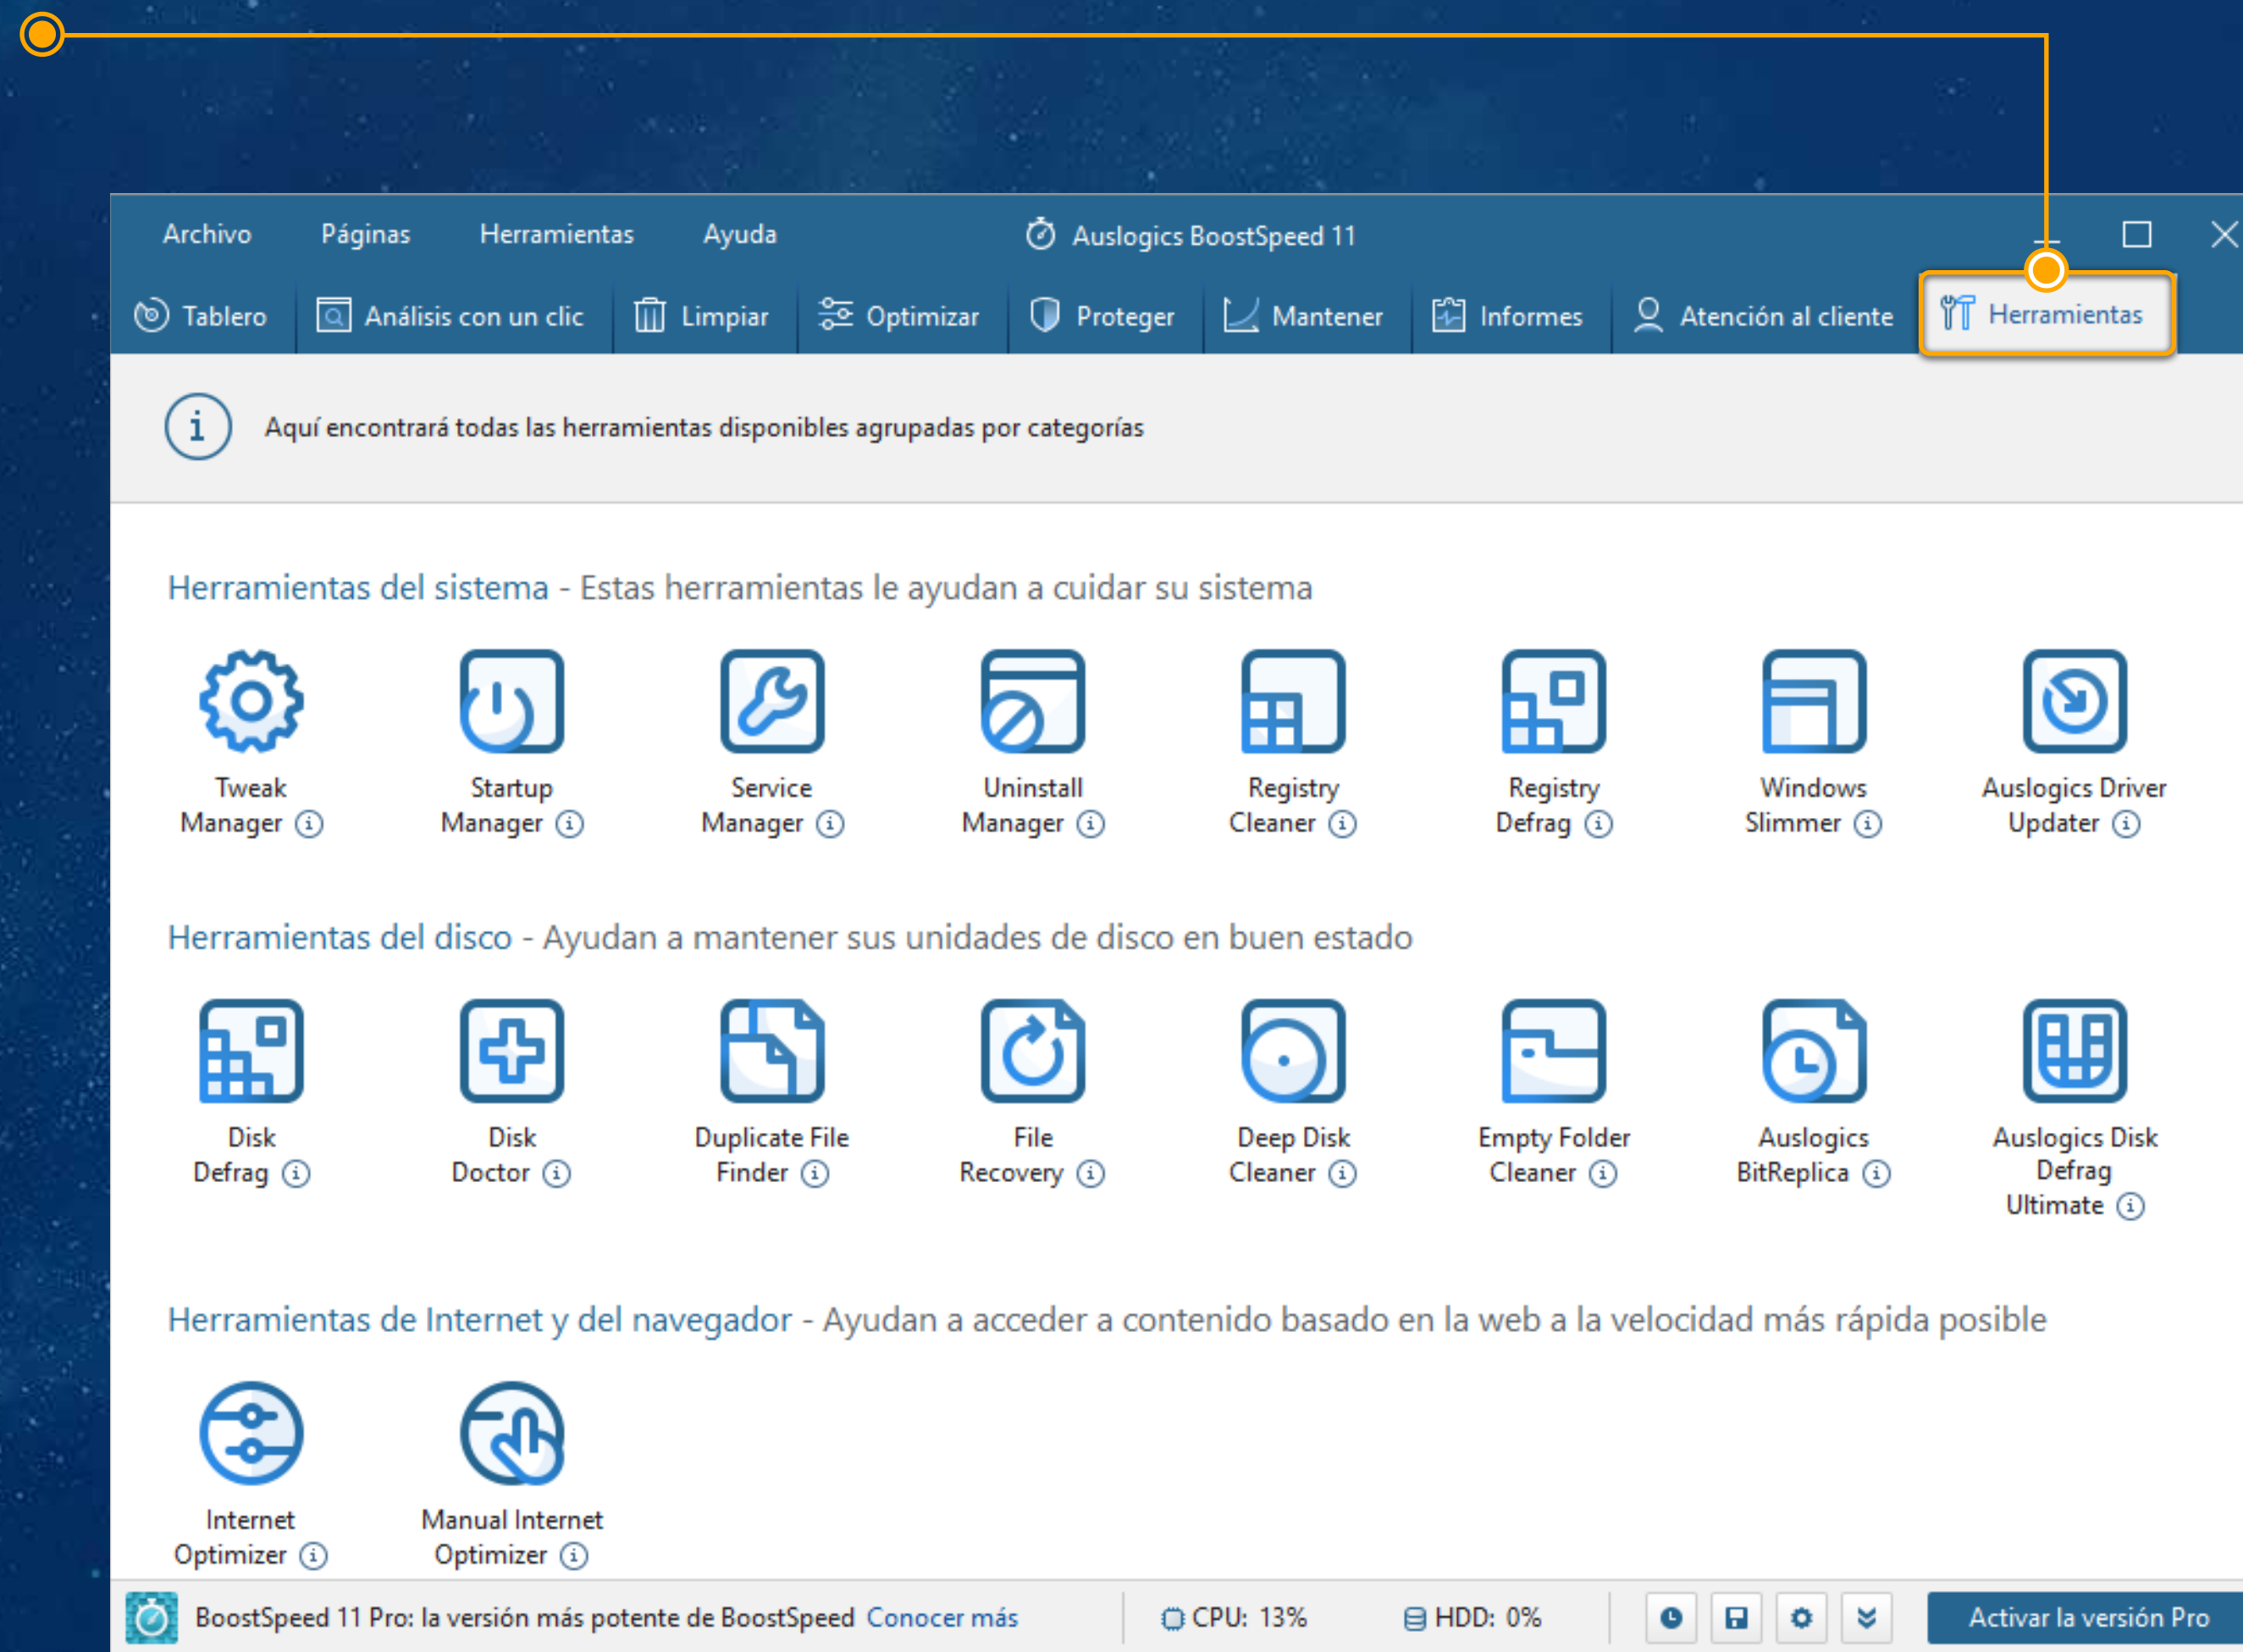 Archivo Páginas Herramientas Ayuda Auslogics BoostSpeed 11
Tablero Análisis con un clic Limpiar Optimizar Proteger Mantener Informes Atención al cliente Herramientas
Aquí encontrará todas las herramientas disponibles agrupadas por categorías
Herramientas del sistema - Estas herramientas le ayudan a cuidar su sistema
Tweak Manager
Startup Manager
Service Manager
Uninstall Manager
Registry Cleaner
Registry Defrag
Windows Slimmer
Auslogics Driver Updater
Herramientas del disco - Ayudan a mantener sus unidades de disco en buen estado
Disk Defrag
Disk Doctor
Duplicate File Finder
File Recovery
Deep Disk Cleaner
Empty Folder Cleaner
Auslogics BitReplica
Auslogics Disk Defrag Ultimate
Herramientas de Internet y del navegador - Ayudan a acceder a contenido basado en la web a la velocidad más rápida posible
Internet Optimizer
Manual Internet Optimizer
BoostSpeed 11 Pro: la versión más potente de BoostSpeed Conocer más CPU: 13% HDD: 0% Activar la versión Pro